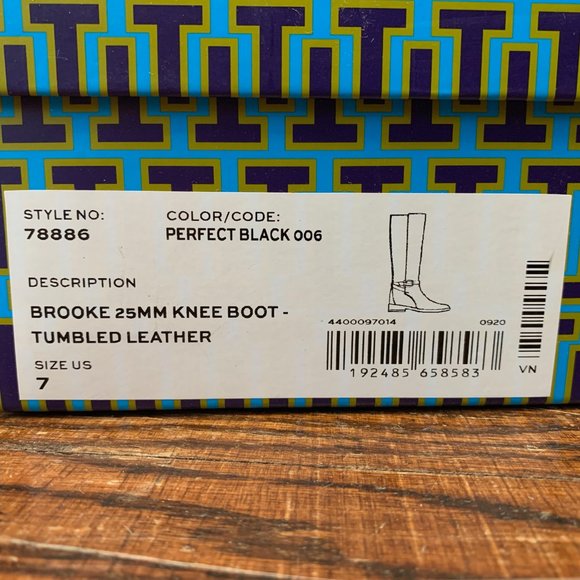 STYLE NO:
78886
COLOR/CODE:
PERFECT BLACK 006
DESCRIPTION
BROOKE 25MM KNEE BOOT -
TUMBLED LEATHER
SIZE US
7
4400097014 0920
192485 658583
VN